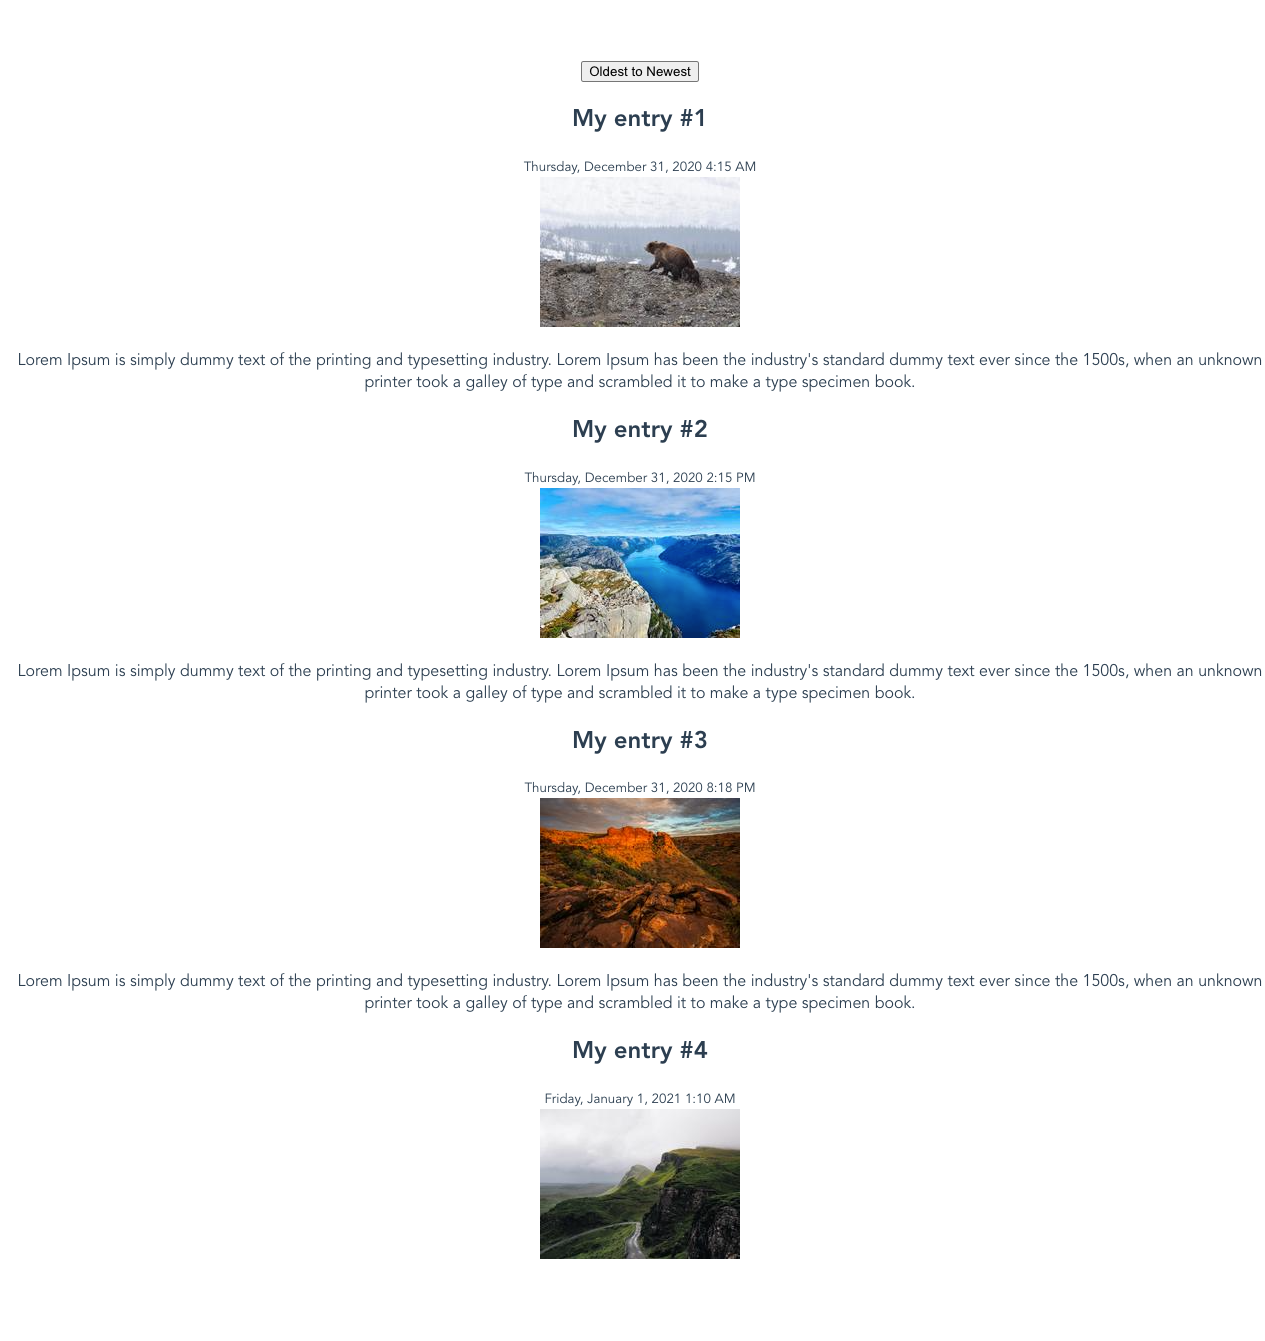 Oldest to Newest
My entry #1
Thursday, December 31, 2020 4:15 AM
Lorem Ipsum is simply dummy text of the printing and typesetting industry. Lorem Ipsum has been the industry's standard dummy text ever since the 1500s, when an unknown
printer took a galley of type and scrambled it to make a type specimen book.
My entry #2
Thursday, December 31, 2020 2:15 PM
Lorem Ipsum is simply dummy text of the printing and typesetting industry. Lorem Ipsum has been the industry's standard dummy text ever since the 1500s, when an unknown
printer took a galley of type and scrambled it to make a type specimen book.
My entry #3
Thursday, December 31, 2020 8:18 PM
Lorem Ipsum is simply dummy text of the printing and typesetting industry. Lorem Ipsum has been the industry's standard dummy text ever since the 1500s, when an unknown
printer took a galley of type and scrambled it to make a type specimen book.
My entry #4
Friday, January 1, 2021 1:10 AM